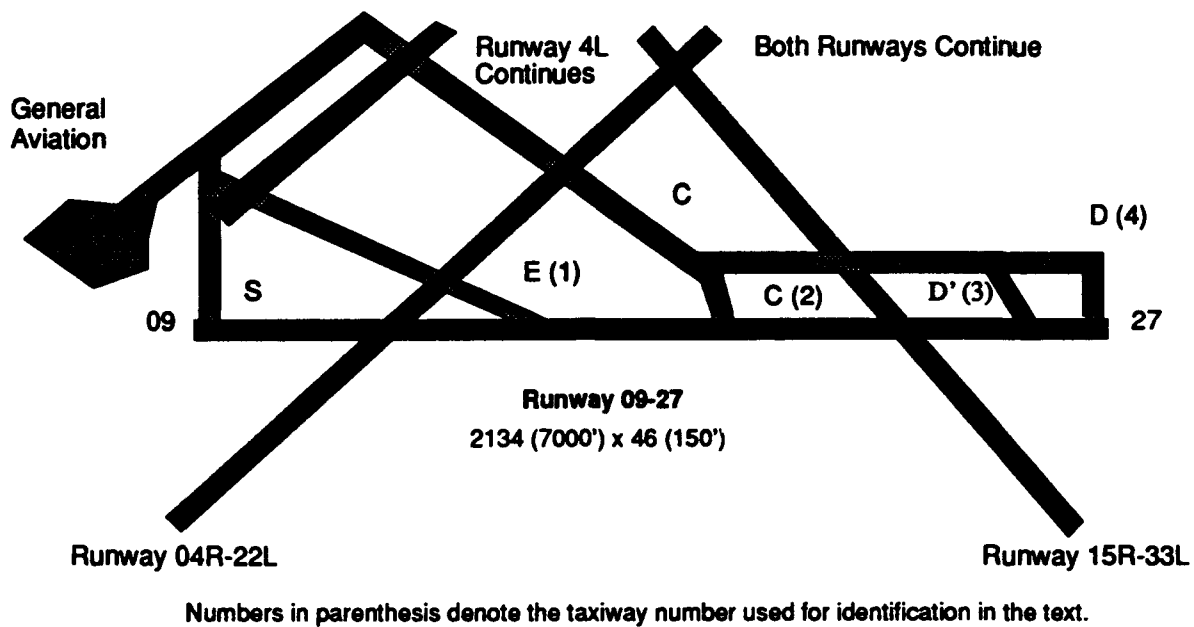 Runway 4L
Continues
Both Runways Continue
General
Aviation
C
D (4)
E (1)
S
C (2)
D' (3)
09
27
Runway 09-27
2134 (7000') x 46 (150')
Runway 04R-22L
Runway 15R-33L
Numbers in parenthesis denote the taxiway number used for identification in the text.